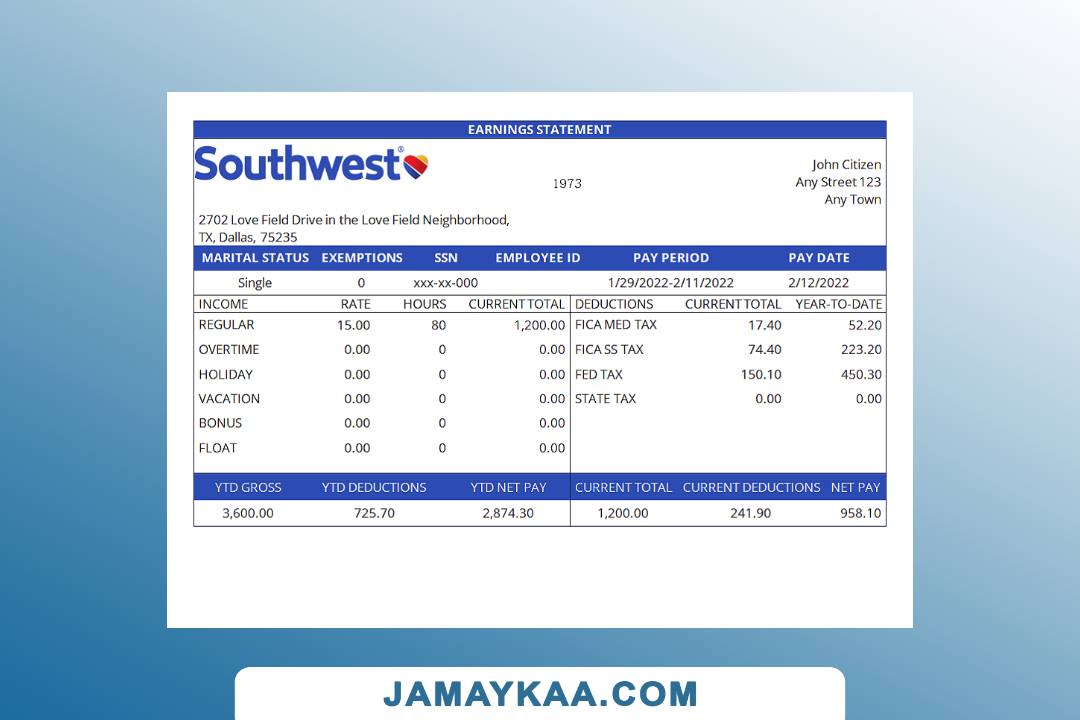 EARNINGS STATEMENT
Southwest®
1973
John Citizen
Any Street 123
Any Town
2702 Love Field Drive in the Love Field Neighborhood,
TX, Dallas, 75235
MARITAL STATUS EXEMPTIONS SSN EMPLOYEE ID PAY PERIOD PAY DATE
Single 0 xxx-xx-000 1/29/2022-2/11/2022 2/12/2022
INCOME RATE HOURS CURRENT TOTAL DEDUCTIONS CURRENT TOTAL YEAR-TO-DATE
REGULAR 15.00 80 1,200.00 FICA MED TAX 17.40 52.20
OVERTIME 0.00 0 0.00 FICA SS TAX 74.40 223.20
HOLIDAY 0.00 0 0.00 FED TAX 150.10 450.30
VACATION 0.00 0 0.00 STATE TAX 0.00 0.00
BONUS 0.00 0 0.00
FLOAT 0.00 0 0.00
YTD GROSS YTD DEDUCTIONS YTD NET PAY CURRENT TOTAL CURRENT DEDUCTIONS NET PAY
3,600.00 725.70 2,874.30 1,200.00 241.90 958.10
JAMAYKAA.COM